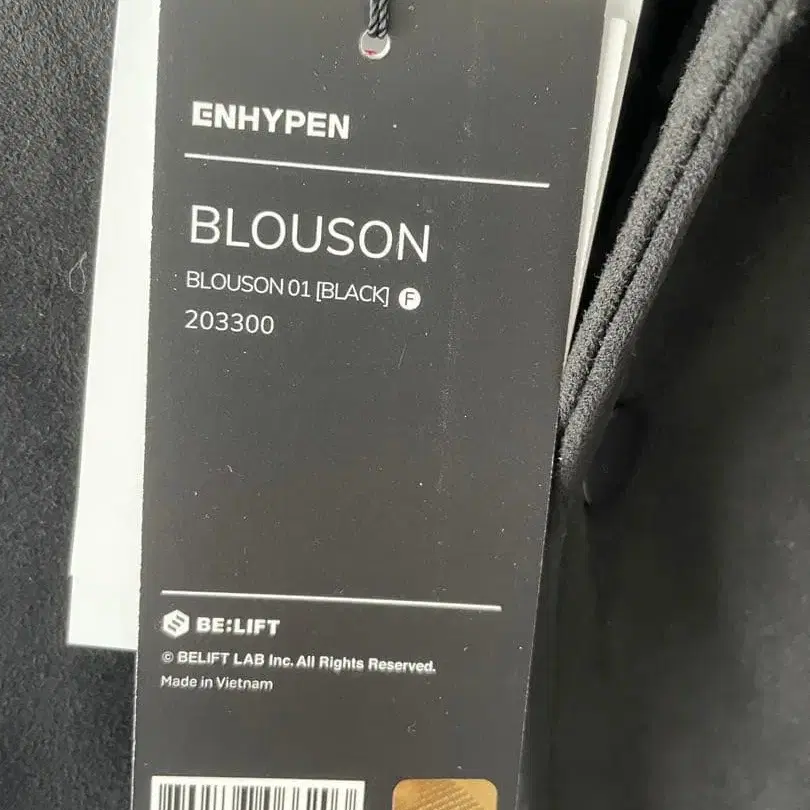 ENHYPEN
BLOUSON
BLOUSON 01 [BLACK] F
203300
BE:LIFT
© BELIFT LAB Inc. All Rights Reserved.
Made in Vietnam